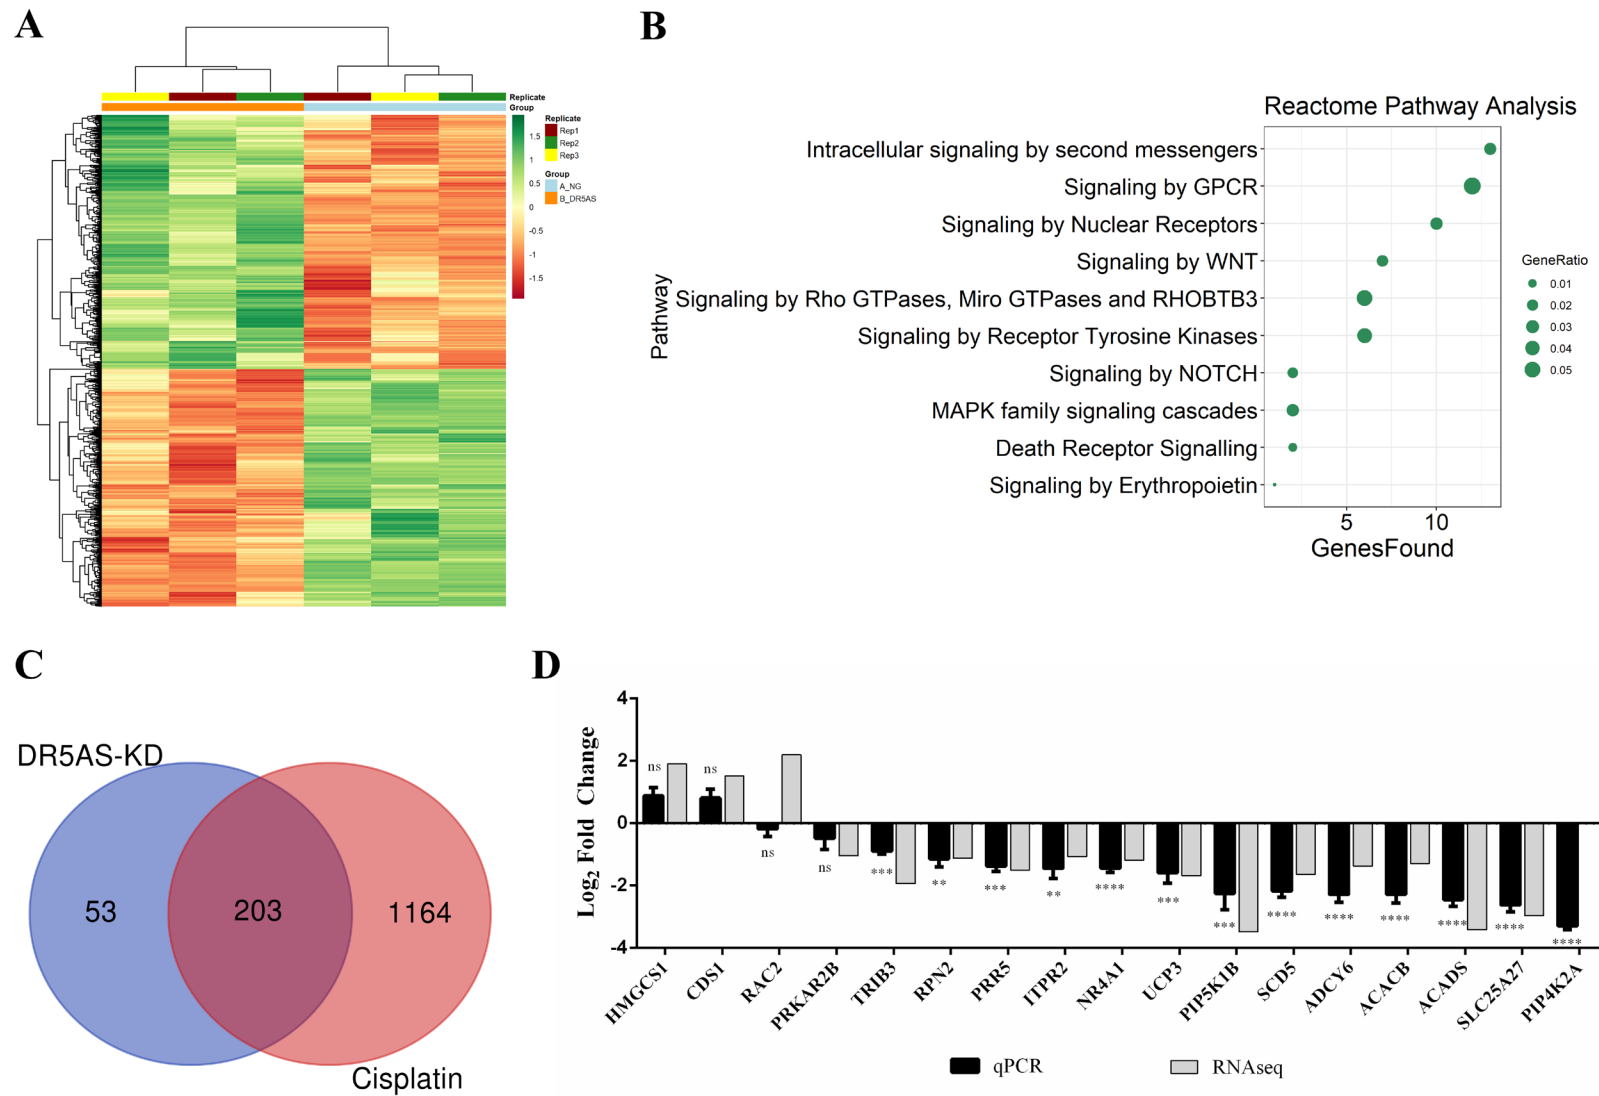 A
Replicate
Group
Replicate
Rep1
Rep2
Rep3
Group
A_NG
B_DR5AS
1.5
1
0.5
0
-0.5
-1
-1.5
B
Reactome Pathway Analysis
Pathway
Intracellular signaling by second messengers
Signaling by GPCR
Signaling by Nuclear Receptors
Signaling by WNT
Signaling by Rho GTPases, Miro GTPases and RHOBTB3
Signaling by Receptor Tyrosine Kinases
Signaling by NOTCH
MAPK family signaling cascades
Death Receptor Signalling
Signaling by Erythropoietin
5 10
GenesFound
GeneRatio
0.01
0.02
0.03
0.04
0.05
C
DR5AS-KD
53 203 1164
Cisplatin
D
Log2 Fold Change
4
2
0
-2
-4
ns ns ns ns *** ** *** ** **** *** *** **** **** **** **** **** ****
HMGCS1
CDS1
RAC2
PRKAR2B
TRIB3
RPN2
PRR5
ITPR2
NR4A1
UCP3
PIP5K1B
SCD5
ADCY6
ACACB
ACADS
SLC25A27
PIP4K2A
qPCR RNAseq